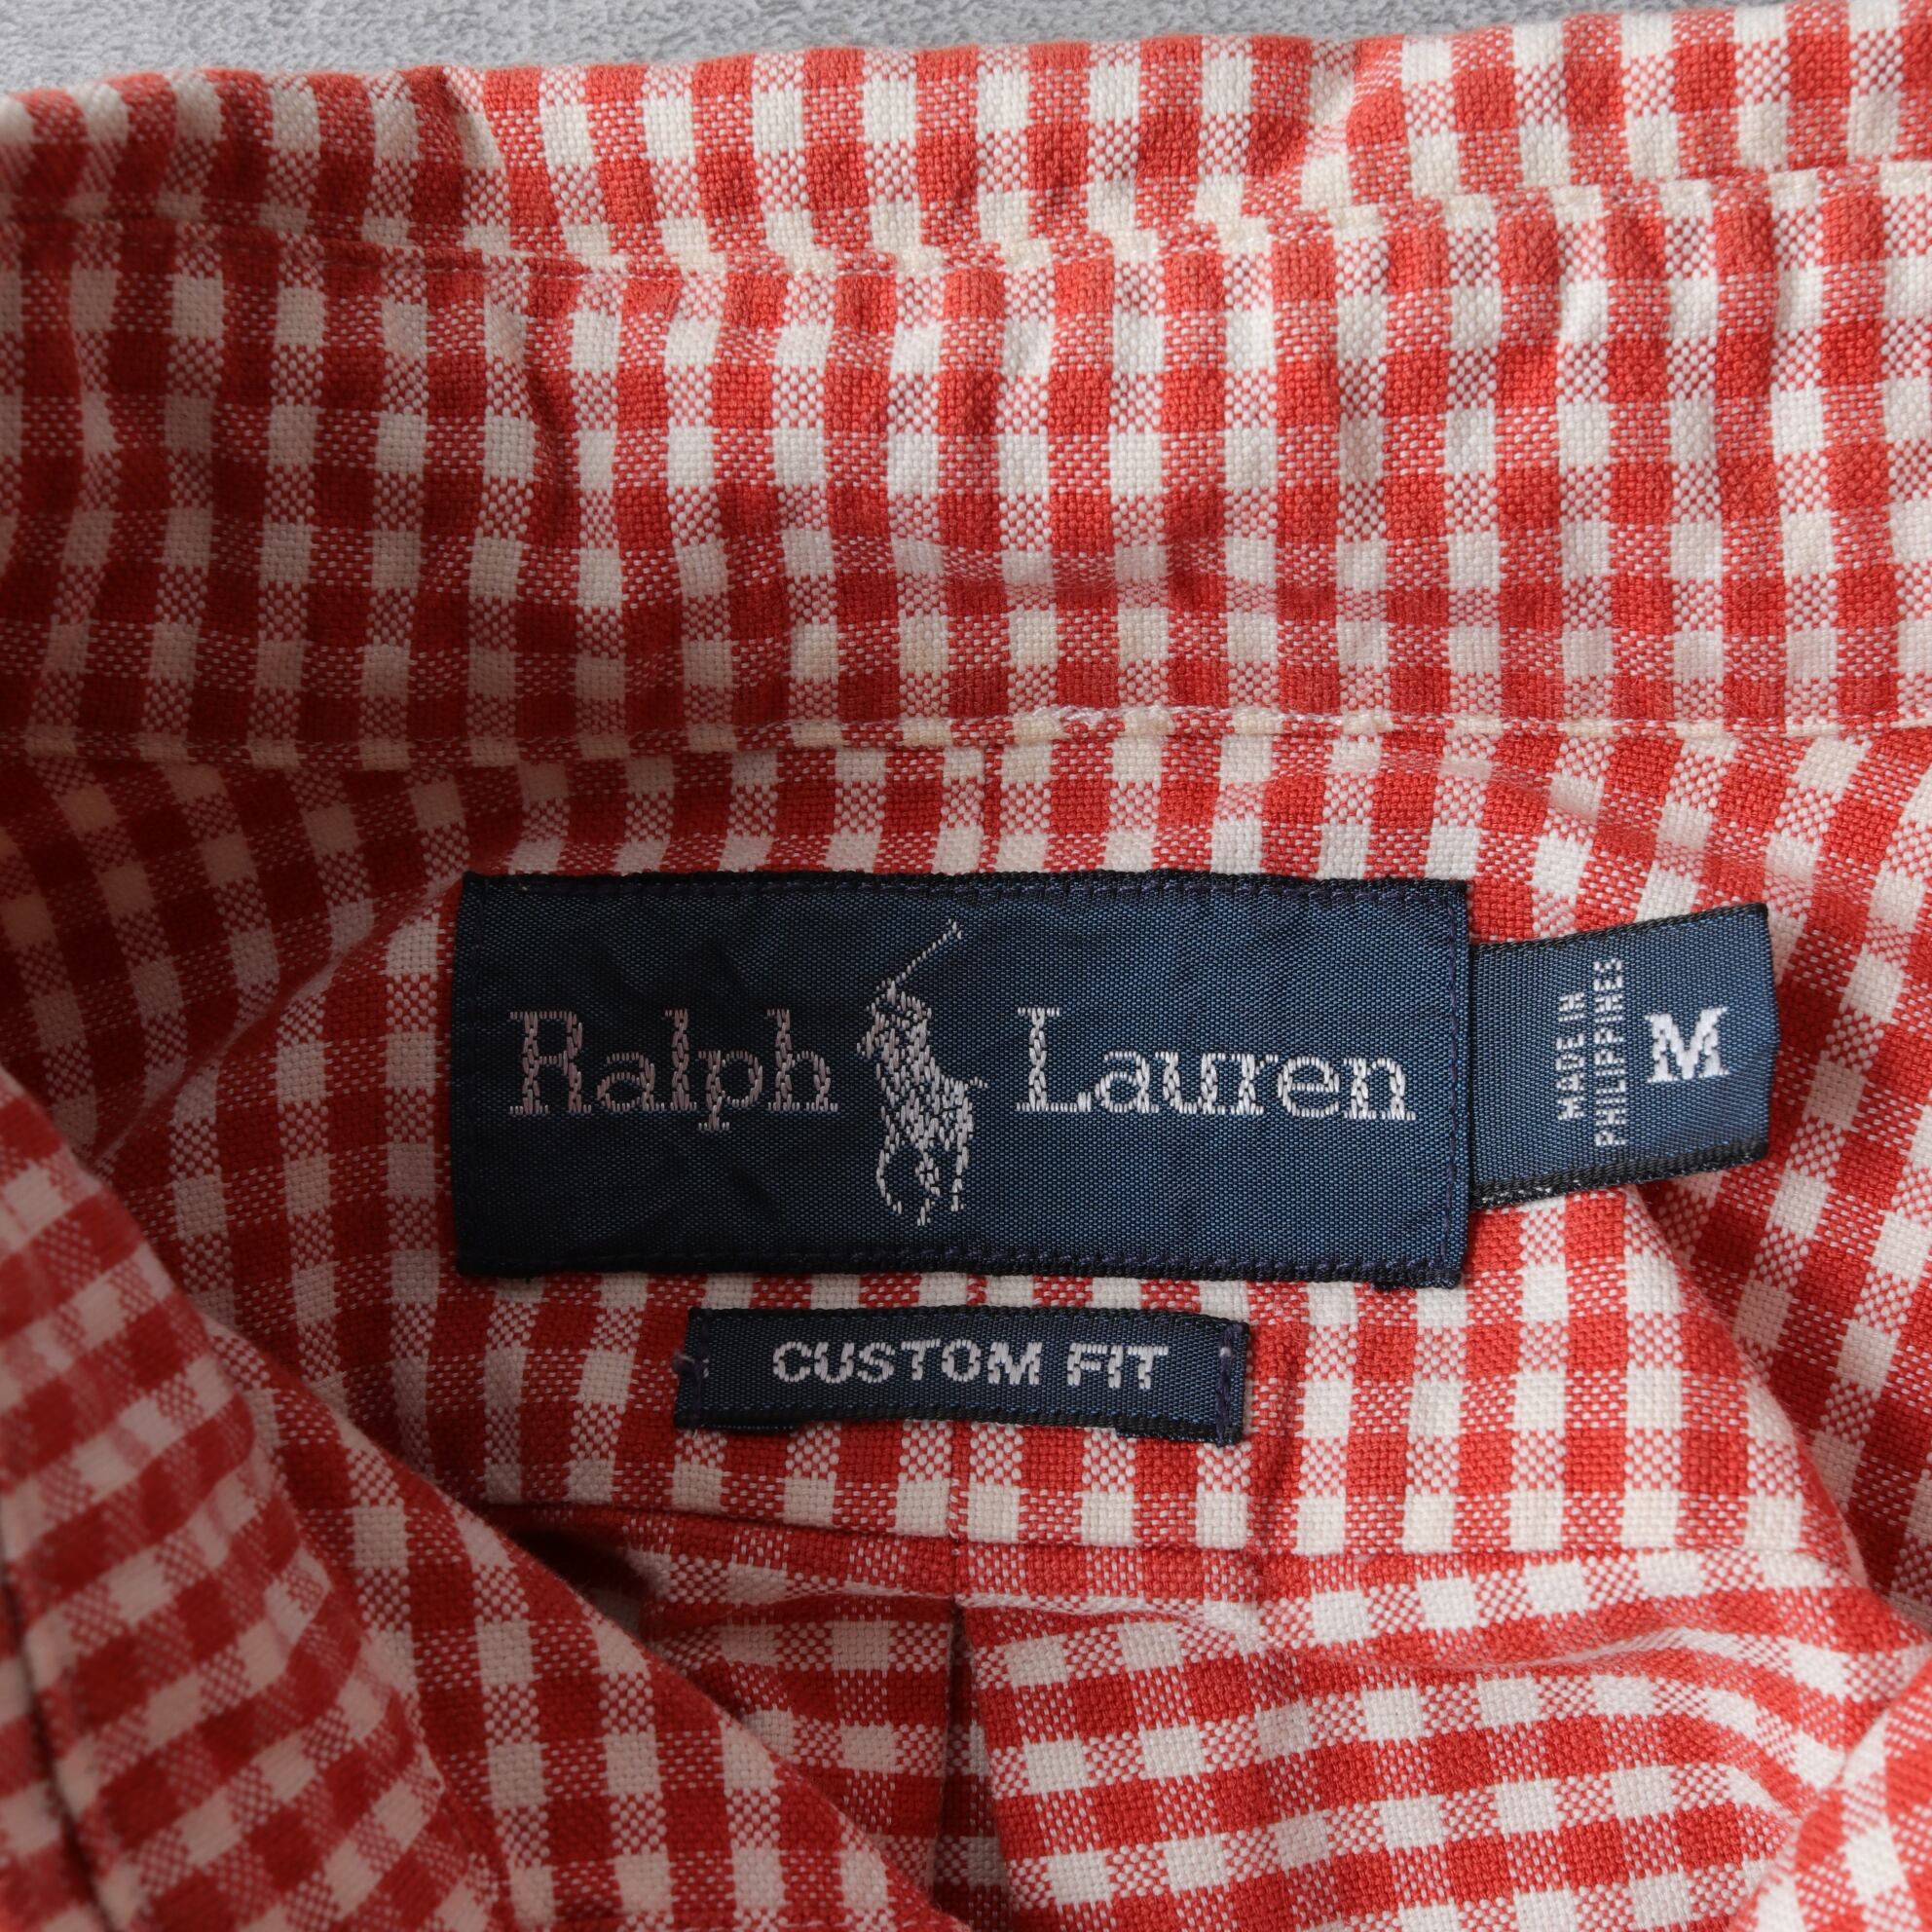 Ralph Lauren
MADE IN
PHILIPPINES
M
CUSTOM FIT